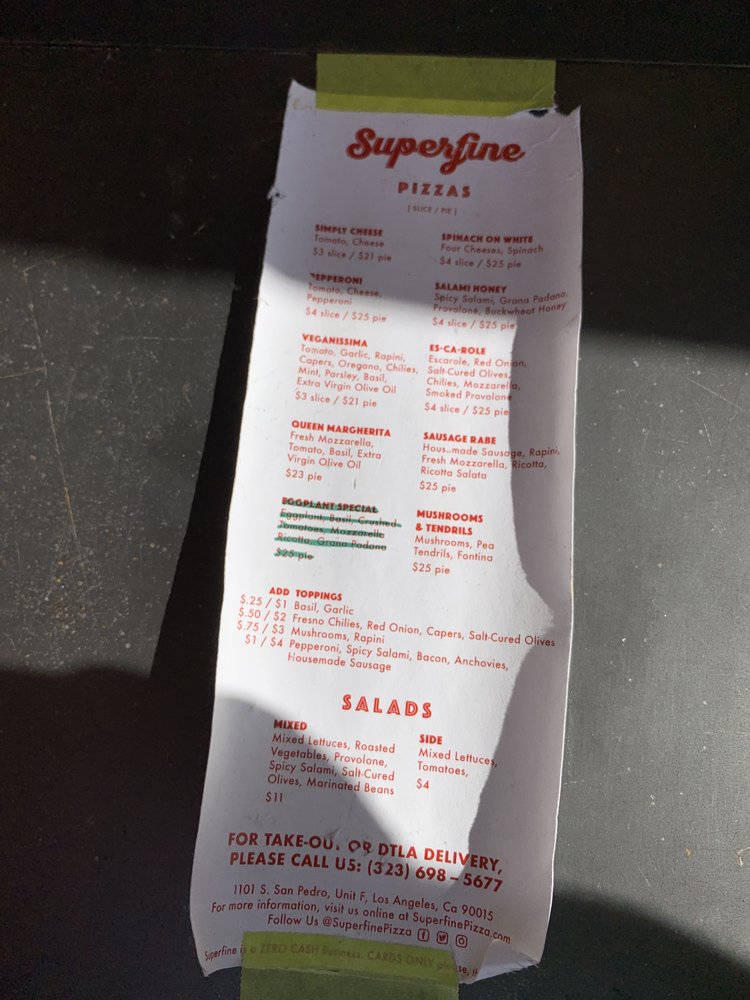 Superfine
PIZZAS
[ SLICE / PIE ]
SIMPLY CHEESE
Tomato, Cheese
$3 slice / $21 pie
SPINACH ON WHITE
Four Cheeses, Spinach
$4 slice / $25 pie
PEPPERONI
Tomato, Cheese,
Pepperoni
$4 slice / $25 pie
SALAMI HONEY
Spicy Salami, Grana Padano,
Provolone, Buckwheat Honey
$4 slice / $25 pie
VEGANISSIMA
Tomato, Garlic, Rapini,
Capers, Oregano, Chilies,
Mint, Parsley, Basil,
Extra Virgin Olive Oil
$3 slice / $21 pie
ES-CA-ROLE
Escarole, Red Onion,
Salt-Cured Olives,
Chilies, Mozzarella,
Smoked Provolone
$4 slice / $25 pie
QUEEN MARGHERITA
Fresh Mozzarella,
Tomato, Basil, Extra
Virgin Olive Oil
$23 pie
SAUSAGE RABE
Housemade Sausage, Rapini,
Fresh Mozzarella, Ricotta,
Ricotta Salata
$25 pie
EGGPLANT SPECIAL
Eggplant, Basil, Crushed
Tomatoes, Mozzarella
Ricotta, Grana Padano
$25 pie
MUSHROOMS
& TENDRILS
Mushrooms, Pea
Tendrils, Fontina
$25 pie
ADD TOPPINGS
$.25 / $1 Basil, Garlic
$.50 / $2 Fresno Chilies, Red Onion, Capers, Salt-Cured Olives
$.75 / $3 Mushrooms, Rapini
$1 / $4 Pepperoni, Spicy Salami, Bacon, Anchovies,
Housemade Sausage
SALADS
MIXED
Mixed Lettuces, Roasted
Vegetables, Provolone,
Spicy Salami, Salt-Cured
Olives, Marinated Beans
$11
SIDE
Mixed Lettuces,
Tomatoes,
$4
FOR TAKE-OUT OR DTLA DELIVERY,
PLEASE CALL US: (323) 698 – 5677
1101 S. San Pedro, Unit F, Los Angeles, Ca 90015
For more information, visit us online at SuperfinePizza.com
Follow Us @SuperfinePizza
Superfine is a ZERO CASH Business. CARDS ONLY please,